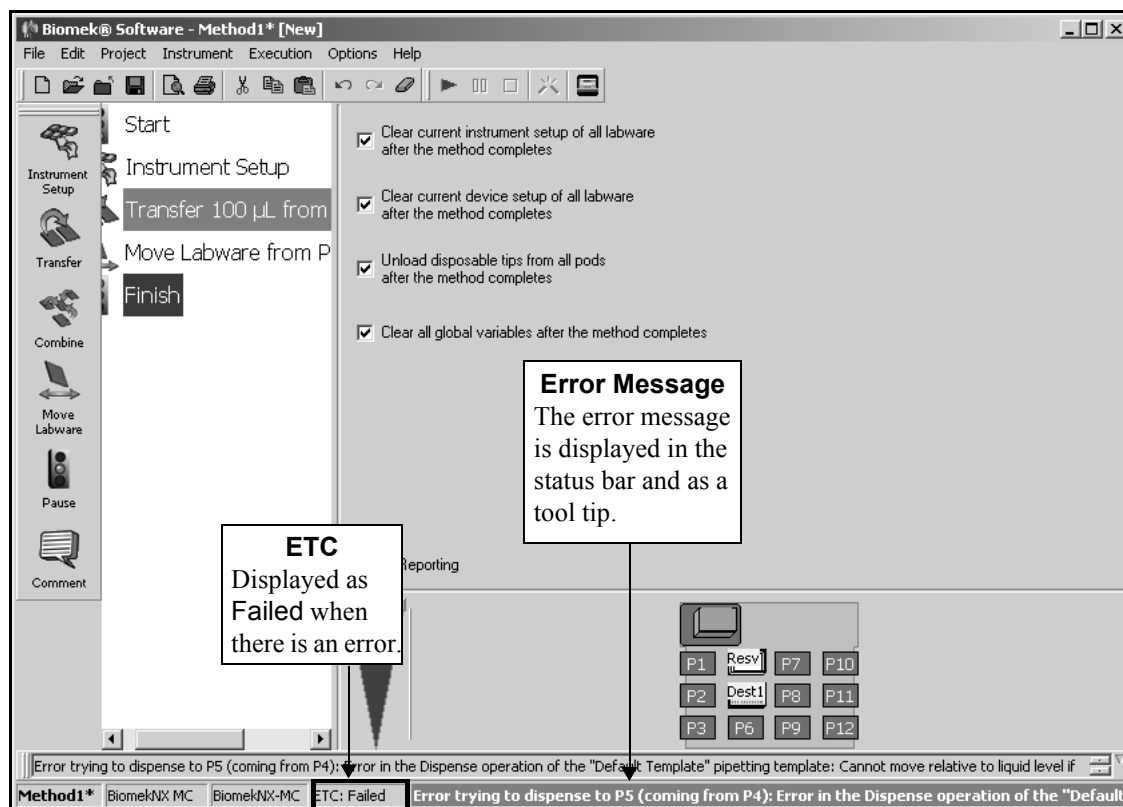 Biomek® Software - Method1* [New]
File Edit Project Instrument Execution Options Help
Instrument
Setup
Transfer
Combine
Move
Labware
Pause
Comment
Start
Instrument Setup
Transfer 100 µL from
Move Labware from P
Finish
Clear current instrument setup of all labware
after the method completes
Clear current device setup of all labware
after the method completes
Unload disposable tips from all pods
after the method completes
Clear all global variables after the method completes
Error Message
The error message
is displayed in the
status bar and as a
tool tip.
ETC
Displayed as
Failed when
there is an error.
Reporting
P1 Resv P7 P10
P2 Dest1 P8 P11
P3 P6 P9 P12
Error trying to dispense to P5 (coming from P4): Error in the Dispense operation of the "Default Template" pipetting template: Cannot move relative to liquid level if
Method1* BiomekNX MC BiomekNX-MC ETC: Failed Error trying to dispense to P5 (coming from P4): Error in the Dispense operation of the "Default